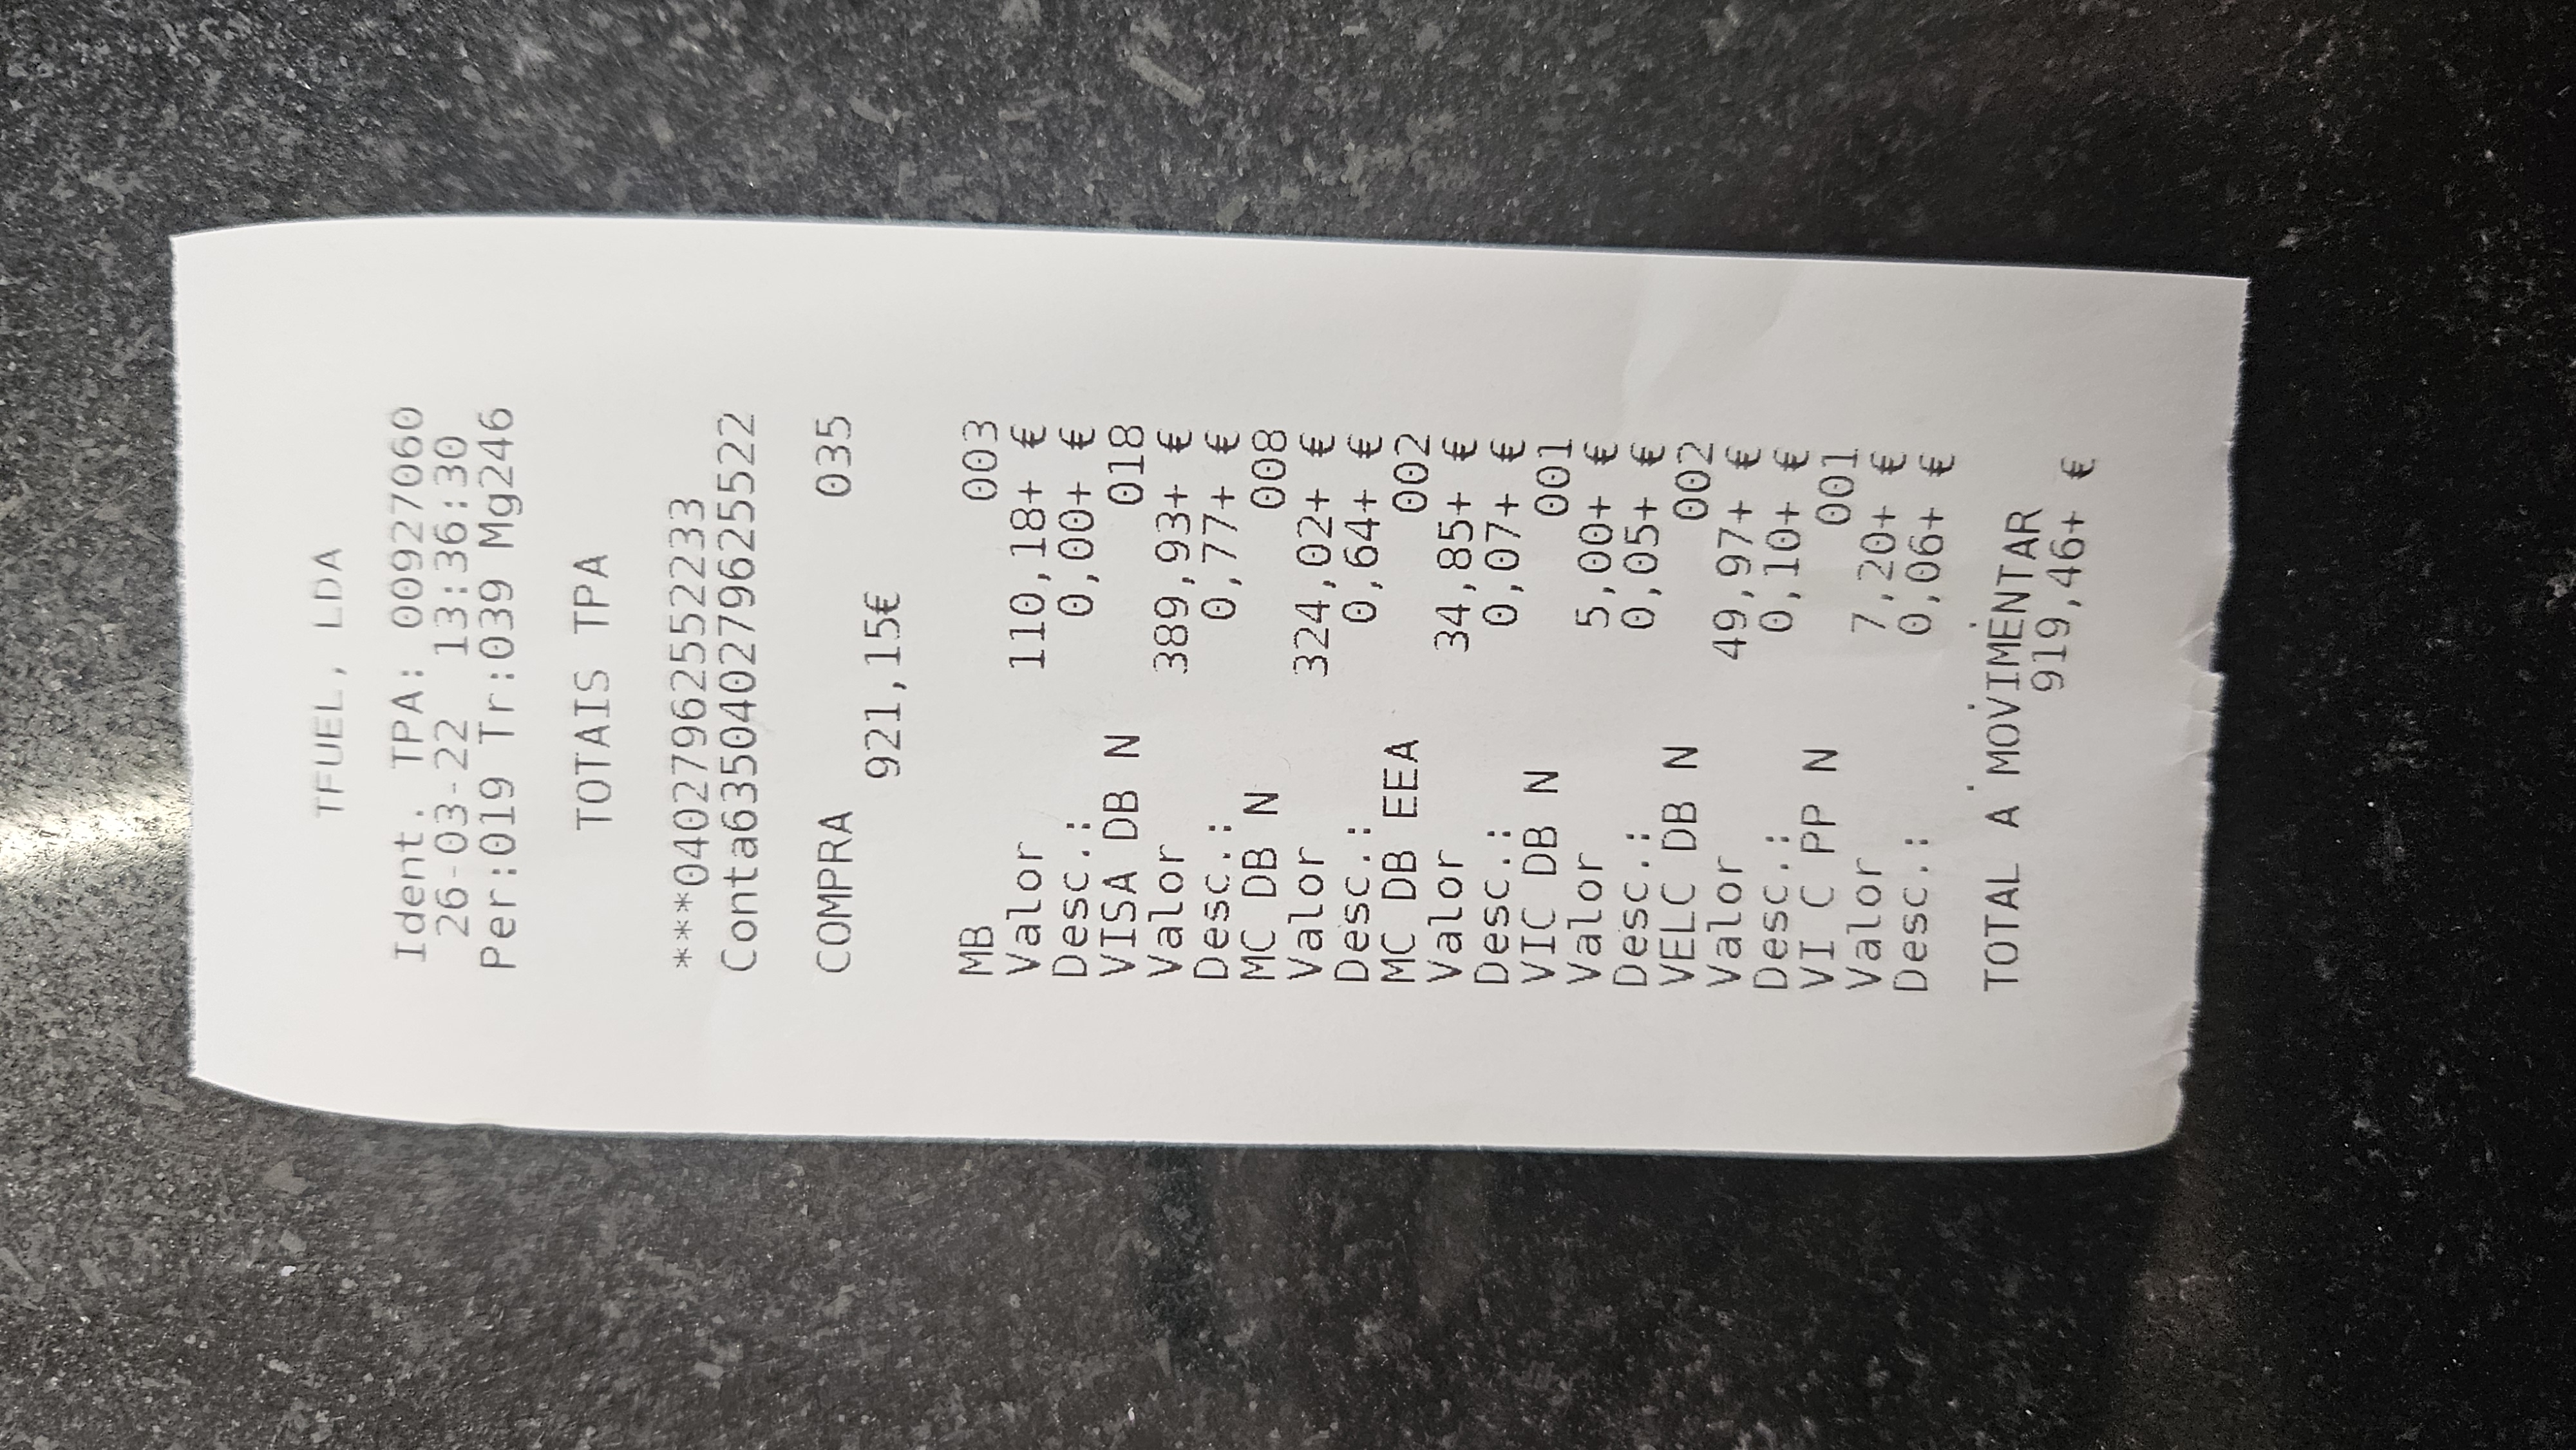 TFUEL, LDA
Ident. TPA: 00927060
26-03-22 13:36:30
Per:019 Tr:039 Mg246
TOTAIS TPA
***04027962552233
Conta6350402796255522
COMPRA 035
921,15€
MB 003
Valor 110,18+ €
Desc.: 0,00+ €
VISA DB N 018
Valor 389,93+ €
Desc.: 0,77+ €
MC DB N 008
Valor 324,02+ €
Desc.: 0,64+ €
MC DB EEA 002
Valor 34,85+ €
Desc.: 0,07+ €
VIC DB N 001
Valor 5,00+ €
Desc.: 0,05+ €
VELC DB N 002
Valor 49,97+ €
Desc.: 0,10+ €
VI C PP N 001
Valor 7,20+ €
Desc.: 0,06+ €
TOTAL A MOVIMENTAR
919,46+ €